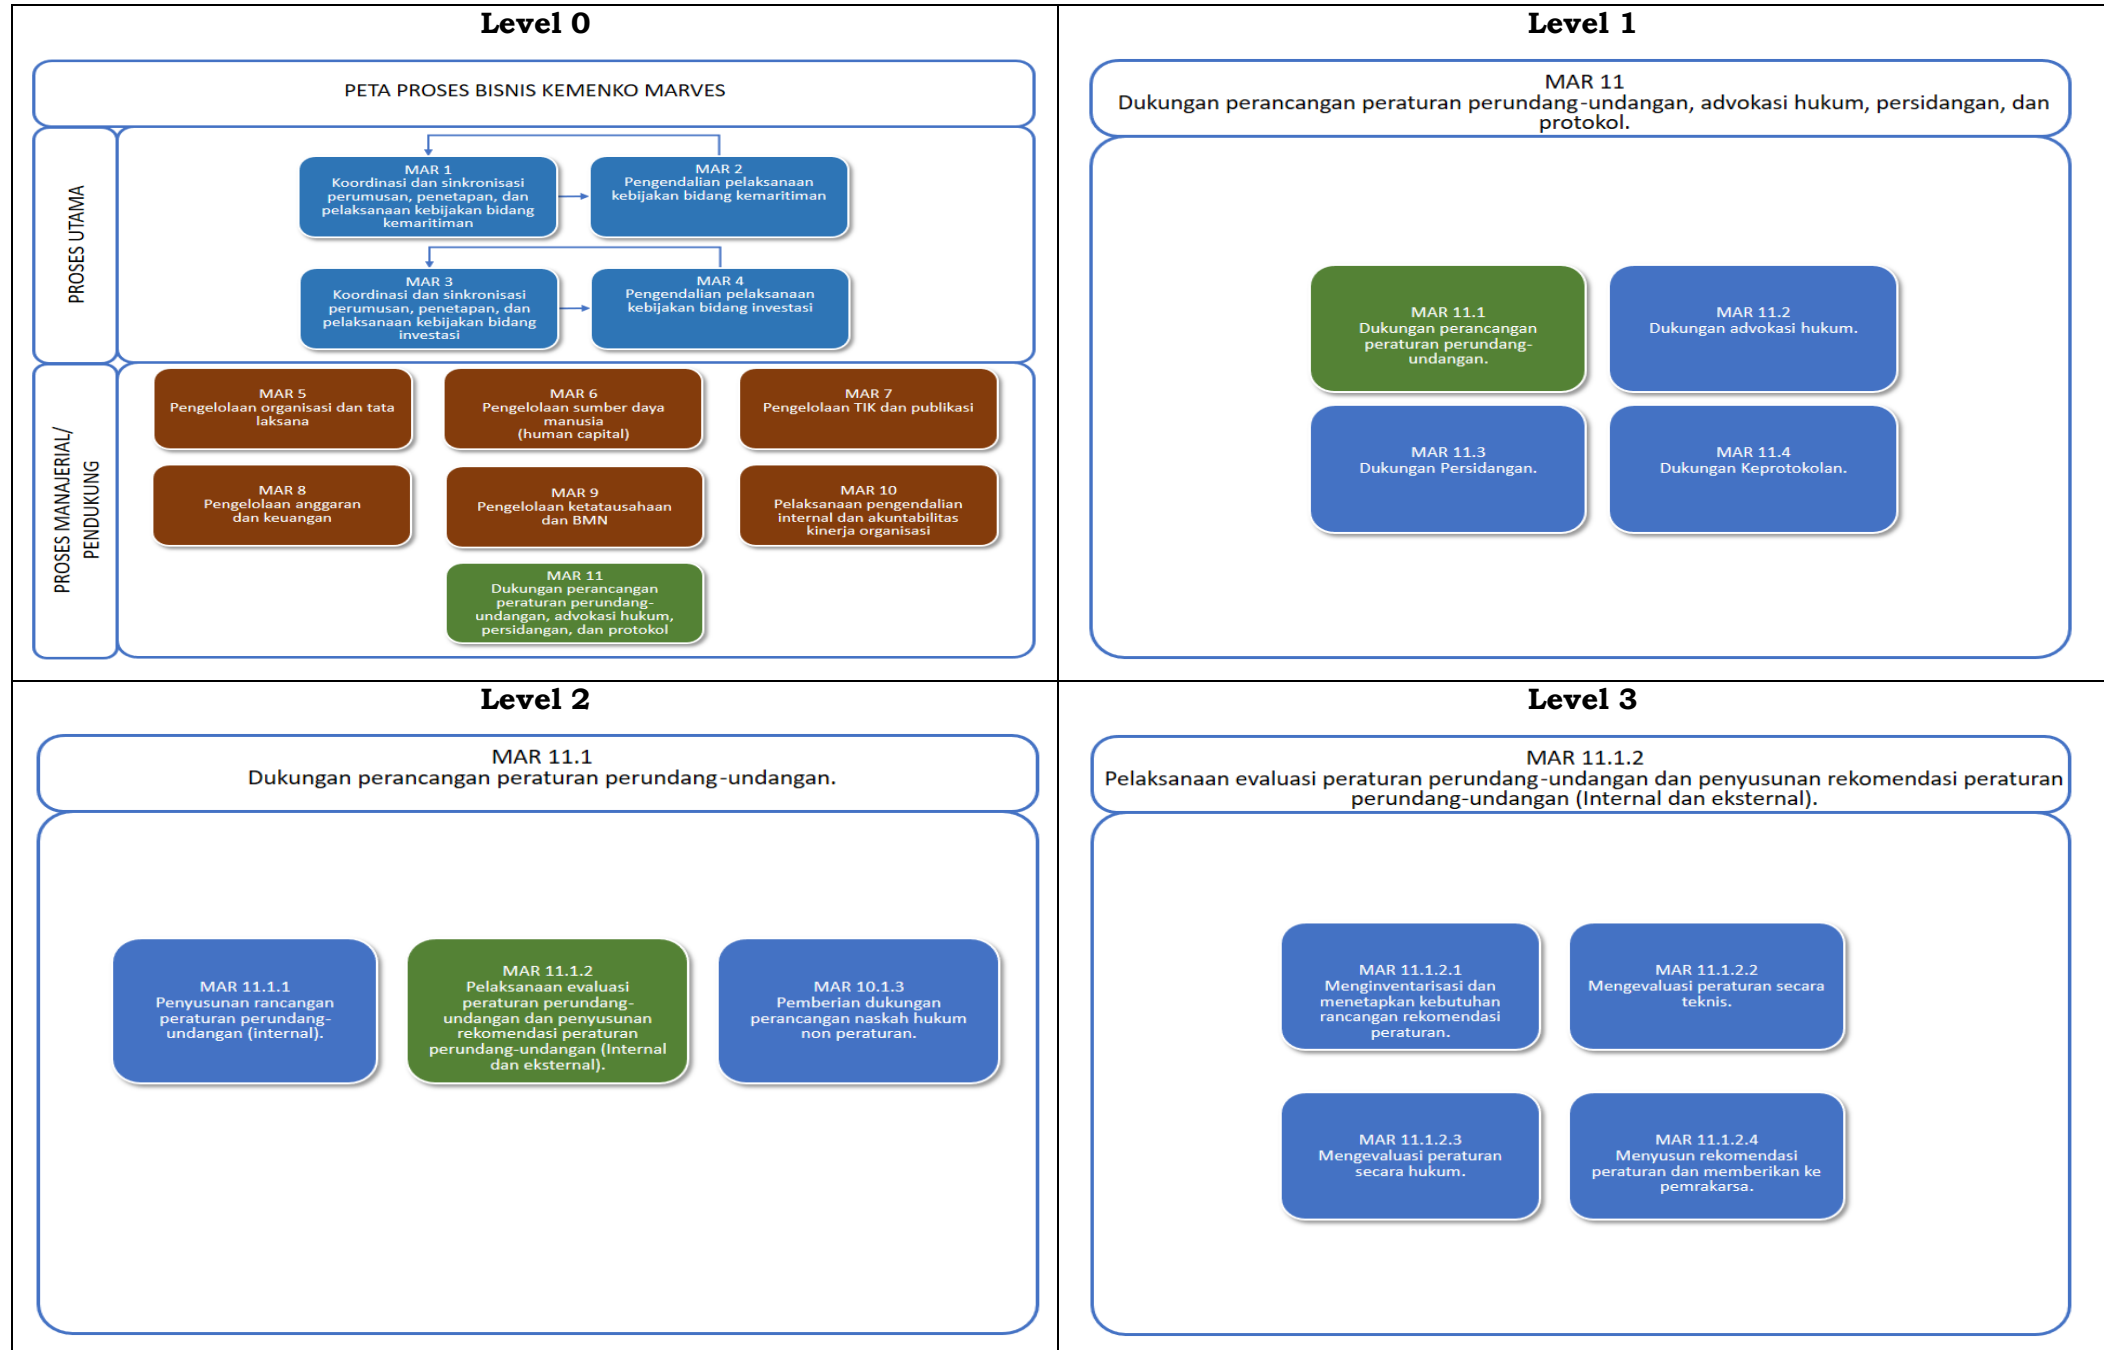 Level 0
PETA PROSES BISNIS KEMENKO MARVES
PROSES UTAMA
MAR 1
Koordinasi dan sinkronisasi
perumusan, penetapan, dan
pelaksanaan kebijakan bidang
kemaritiman
MAR 2
Pengendalian pelaksanaan
kebijakan bidang kemaritiman
MAR 3
Koordinasi dan sinkronisasi
perumusan, penetapan, dan
pelaksanaan kebijakan bidang
investasi
MAR 4
Pengendalian pelaksanaan
kebijakan bidang investasi
PROSES MANAJERIAL/
PENDUKUNG
MAR 5
Pengelolaan organisasi dan tata
laksana
MAR 6
Pengelolaan sumber daya
manusia
(human capital)
MAR 7
Pengelolaan TIK dan publikasi
MAR 8
Pengelolaan anggaran
dan keuangan
MAR 9
Pengelolaan ketatausahaan
dan BMN
MAR 10
Pelaksanaan pengendalian
internal dan akuntabilitas
kinerja organisasi
MAR 11
Dukungan perancangan
peraturan perundang-
undangan, advokasi hukum,
persidangan, dan protokol
Level 1
MAR 11
Dukungan perancangan peraturan perundang-undangan, advokasi hukum, persidangan, dan
protokol.
MAR 11.1
Dukungan perancangan
peraturan perundang-
undangan.
MAR 11.2
Dukungan advokasi hukum.
MAR 11.3
Dukungan Persidangan.
MAR 11.4
Dukungan Keprotokolan.
Level 2
MAR 11.1
Dukungan perancangan peraturan perundang-undangan.
MAR 11.1.1
Penyusunan rancangan
peraturan perundang-
undangan (internal).
MAR 11.1.2
Pelaksanaan evaluasi
peraturan perundang-
undangan dan penyusunan
rekomendasi peraturan
perundang-undangan (Internal
dan eksternal).
MAR 10.1.3
Pemberian dukungan
perancangan naskah hukum
non peraturan.
Level 3
MAR 11.1.2
Pelaksanaan evaluasi peraturan perundang-undangan dan penyusunan rekomendasi peraturan
perundang-undangan (Internal dan eksternal).
MAR 11.1.2.1
Menginventarisasi dan
menetapkan kebutuhan
rancangan rekomendasi
peraturan.
MAR 11.1.2.2
Mengevaluasi peraturan secara
teknis.
MAR 11.1.2.3
Mengevaluasi peraturan
secara hukum.
MAR 11.1.2.4
Menyusun rekomendasi
peraturan dan memberikan ke
pemrakarsa.